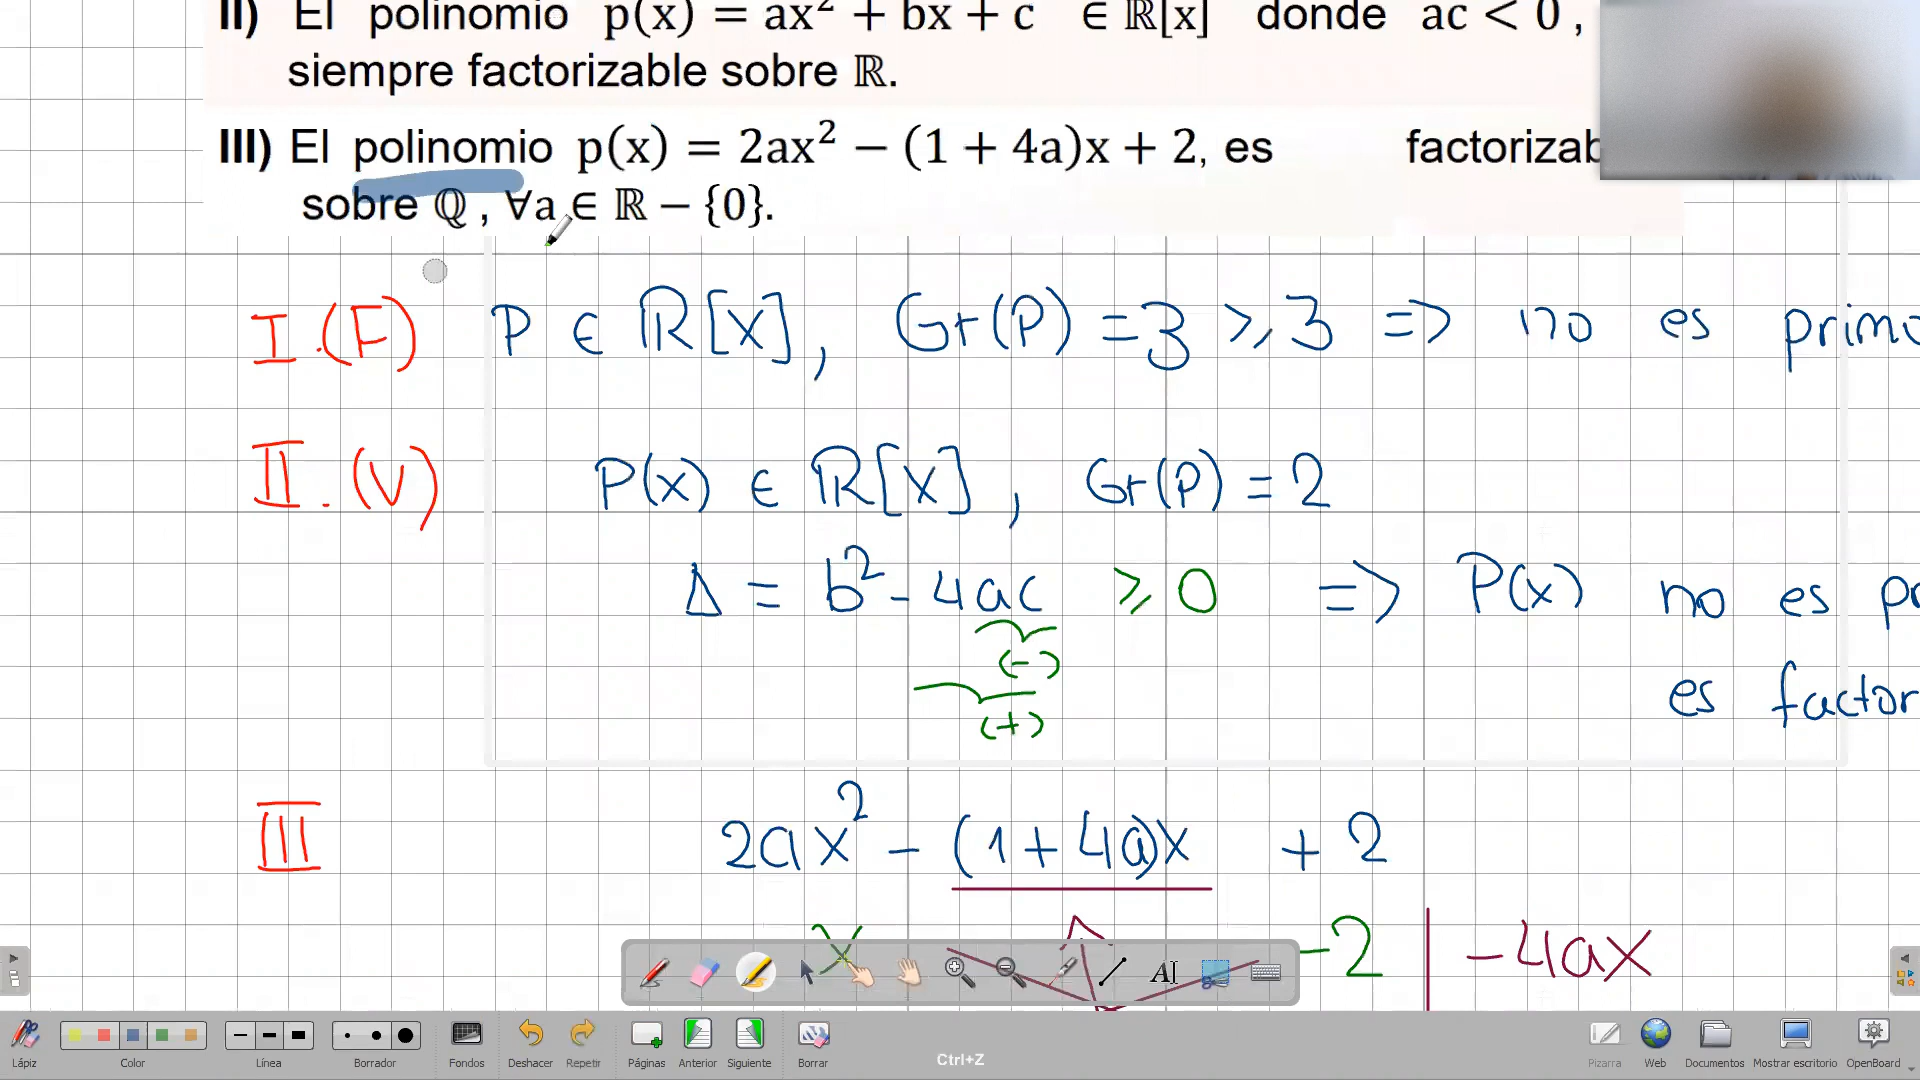 II) El polinomio p(x) = ax² + bx + c ∈ ℝ[x] donde ac < 0 ,
siempre factorizable sobre ℝ.
III) El polinomio p(x) = 2ax² − (1 + 4a)x + 2, es
sobre ℚ , ∀a ∈ ℝ − {0}.
I.(F) P ∈ ℝ[x], Gr(P) = 3 ≥ 3 => no es primo
II.(V) P(x) ∈ ℝ[x], Gr(P) = 2
Δ = b² - 4ac ≥ 0 => P(x) no es
(-)
es
(+)
III 2ax² - (1 + 4a)x + 2
x -2 | -4ax
AI
Lápiz Color Línea Borrador Fondos Deshacer Repetir Páginas Anterior Siguiente Borrar Ctrl+Z Pizarra Web Documentos Mostrar escritorio OpenBoard